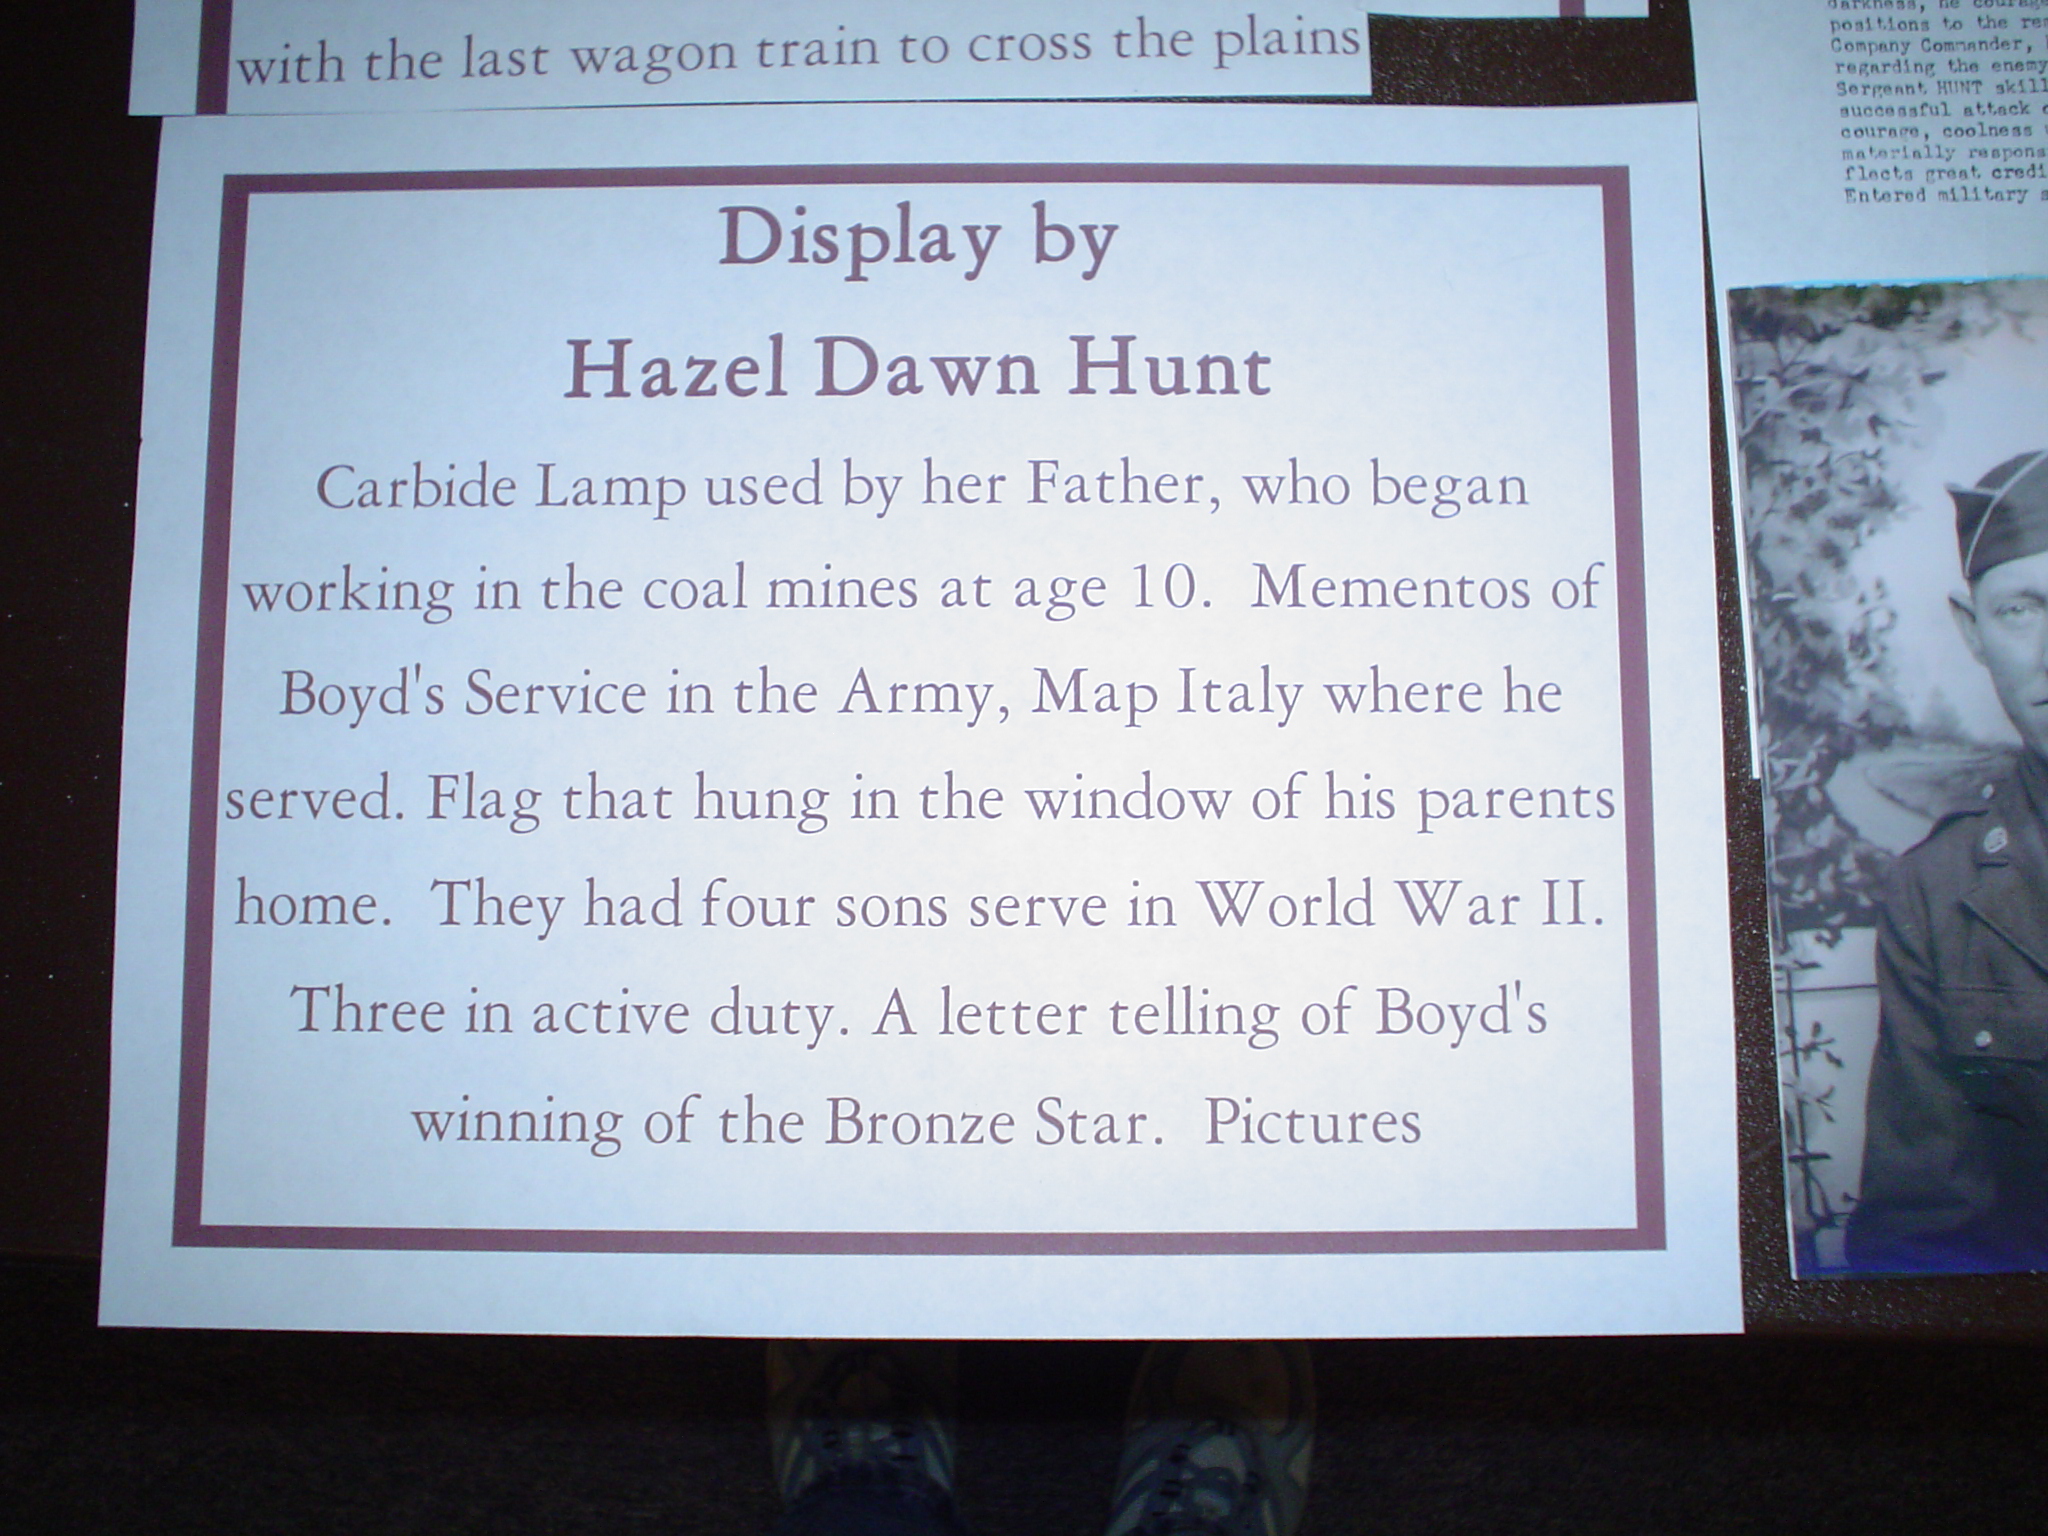 with the last wagon train to cross the plains
Display by
Hazel Dawn Hunt
Carbide Lamp used by her Father, who began
working in the coal mines at age 10. Mementos of
Boyd's Service in the Army, Map Italy where he
served. Flag that hung in the window of his parents
home. They had four sons serve in World War II.
Three in active duty. A letter telling of Boyd's
winning of the Bronze Star. Pictures
darkness, he
positions to the
Company Commander,
regarding the enemy
Sergeant HUNT
successful attack
courage, coolness
materially
flects great
Entered military